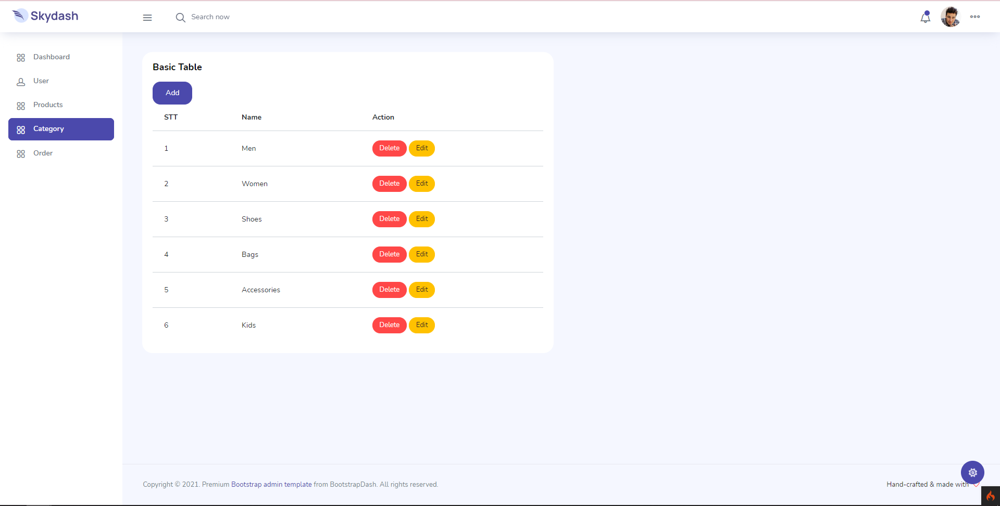 Skydash
Search now
Dashboard
User
Products
Category
Order
Basic Table
Add
STT Name Action
1 Men Delete Edit
2 Women Delete Edit
3 Shoes Delete Edit
4 Bags Delete Edit
5 Accessories Delete Edit
6 Kids Delete Edit
Copyright © 2021. Premium Bootstrap admin template from BootstrapDash. All rights reserved.
Hand-crafted & made with